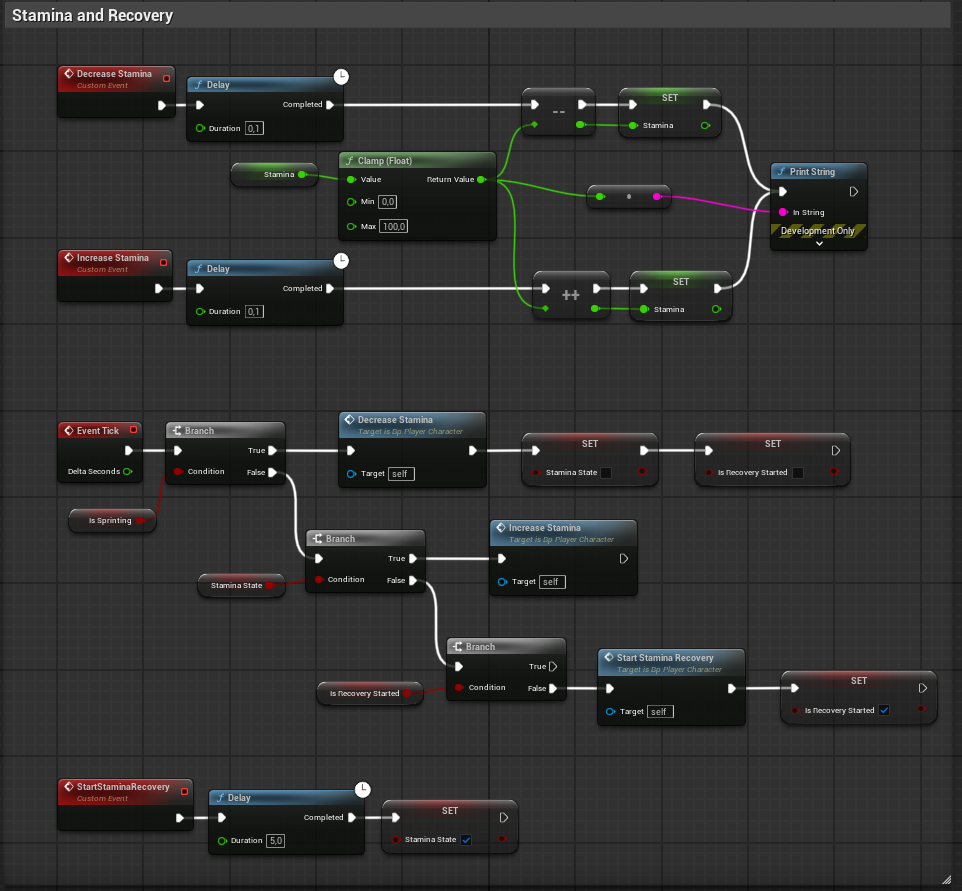 Stamina and Recovery
Decrease Stamina
Custom Event
Delay
Completed
Duration 0,1
--
SET
Stamina
Stamina
Clamp (Float)
Value
Return Value
Min 0,0
Max 100,0
Print String
In String
Development Only
Increase Stamina
Custom Event
Delay
Completed
Duration 0,1
++
SET
Stamina
Event Tick
Delta Seconds
Branch
True
Condition
False
Decrease Stamina
Target is Dp Player Character
Target self
SET
Stamina State
SET
Is Recovery Started
Is Sprinting
Branch
True
Condition
False
Stamina State
Increase Stamina
Target is Dp Player Character
Target self
Branch
True
Condition
False
Is Recovery Started
Start Stamina Recovery
Target is Dp Player Character
Target self
SET
Is Recovery Started
StartStaminaRecovery
Custom Event
Delay
Completed
Duration 5,0
SET
Stamina State